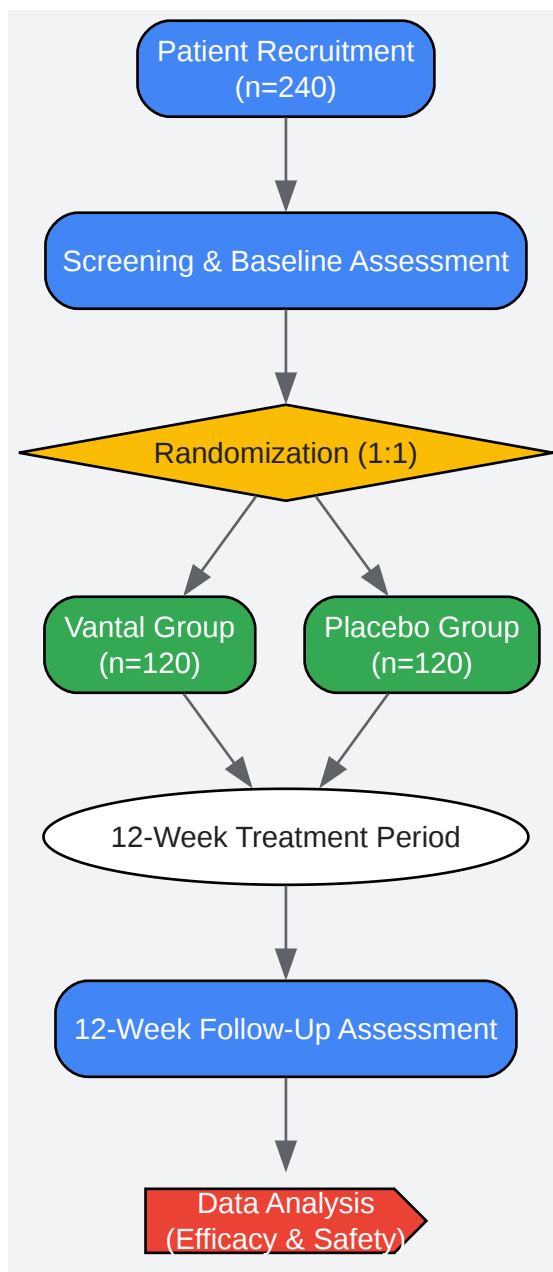 Patient Recruitment
(n=240)
Screening & Baseline Assessment
Randomization (1:1)
Vantal Group
(n=120)
Placebo Group
(n=120)
12-Week Treatment Period
12-Week Follow-Up Assessment
Data Analysis
(Efficacy & Safety)